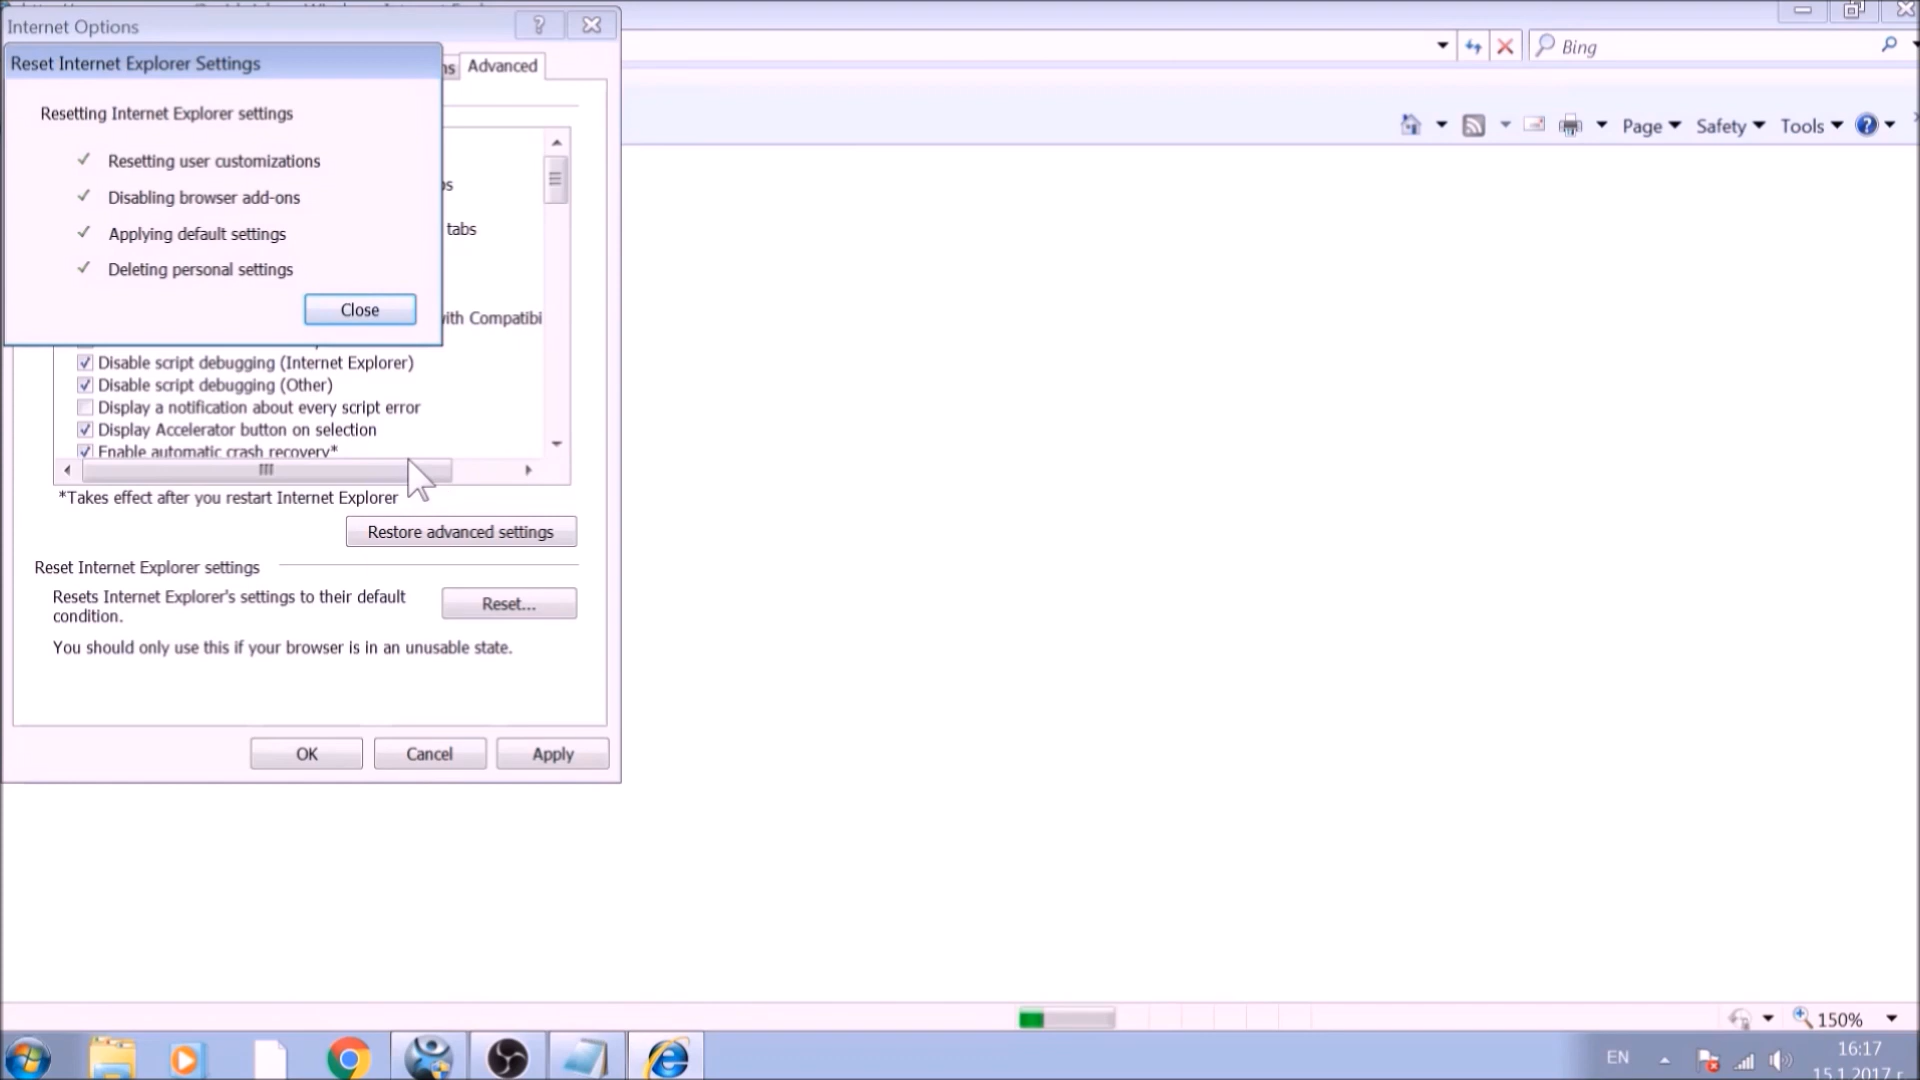 Internet Options
Reset Internet Explorer Settings
Advanced
Bing
Resetting Internet Explorer settings
Page
Safety
Tools
Resetting user customizations
Disabling browser add-ons
tabs
Applying default settings
Deleting personal settings
Close
with Compatibi
Disable script debugging (Internet Explorer)
Disable script debugging (Other)
Display a notification about every script error
Display Accelerator button on selection
Enable automatic crash recovery*
*Takes effect after you restart Internet Explorer
Restore advanced settings
Reset Internet Explorer settings
Resets Internet Explorer's settings to their default
condition.
Reset...
You should only use this if your browser is in an unusable state.
OK
Cancel
Apply
150%
EN
16:17
15.1.2017 г.